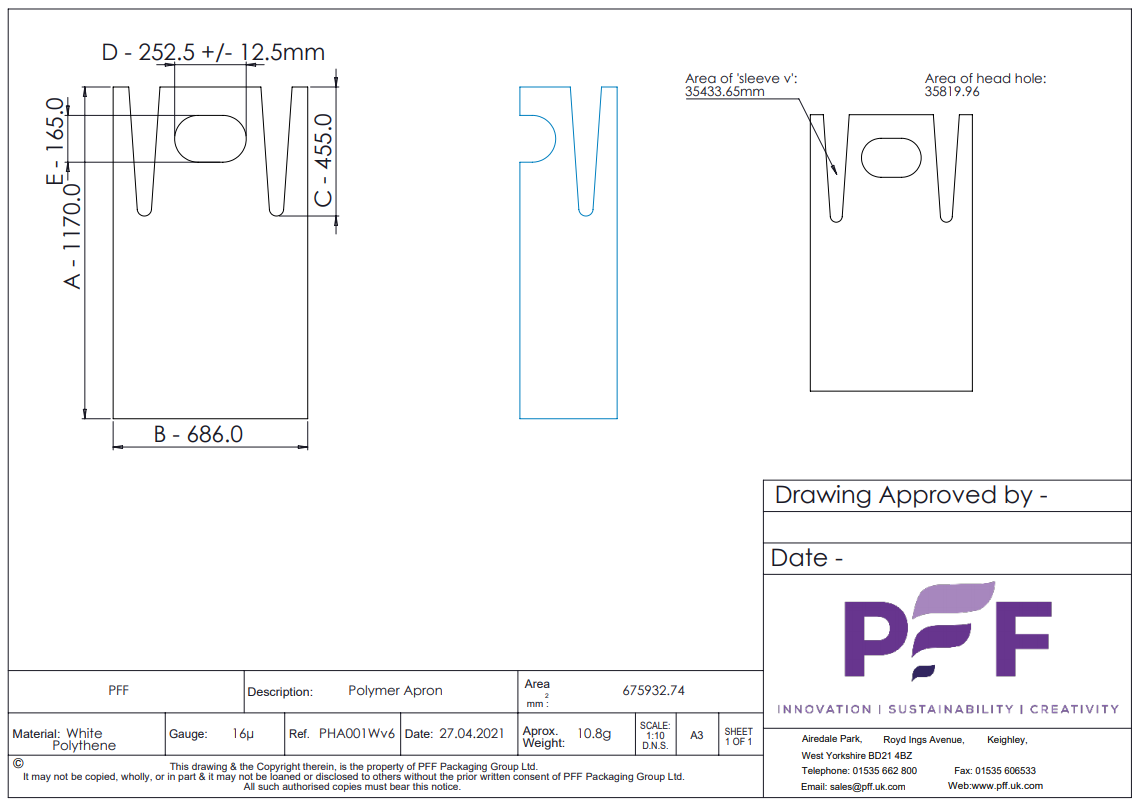 D - 252.5 +/- 12.5mm
E - 165.0
C - 455.0
A - 1170.0
B - 686.0
Area of 'sleeve v':
35433.65mm
Area of head hole:
35819.96
Drawing Approved by -
Date -
PFF
INNOVATION | SUSTAINABILITY | CREATIVITY
Airedale Park, Royd Ings Avenue, Keighley,
West Yorkshire BD21 4BZ
Telephone: 01535 662 800 Fax: 01535 606533
Email: sales@pff.uk.com Web:www.pff.uk.com
PFF
Description: Polymer Apron
Area
mm 2 :
675932.74
Material: White
Polythene
Gauge: 16µ
Ref. PHA001Wv6
Date: 27.04.2021
Aprox.
Weight:
10.8g
SCALE:
1:10
D.N.S.
A3
SHEET
1 OF 1
©
This drawing & the Copyright therein, is the property of PFF Packaging Group Ltd.
It may not be copied, wholly, or in part & it may not be loaned or disclosed to others without the prior written consent of PFF Packaging Group Ltd.
All such authorised copies must bear this notice.